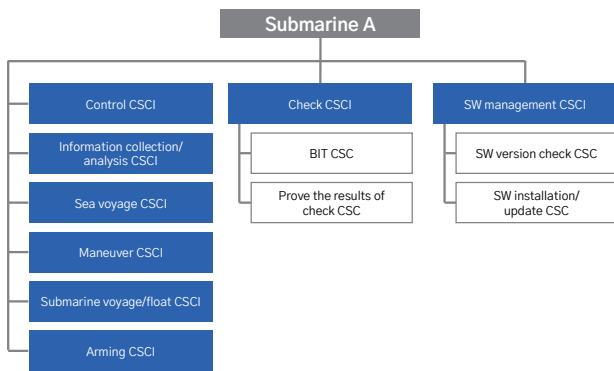 Submarine A
Control CSCI
Information collection/
analysis CSCI
Sea voyage CSCI
Maneuver CSCI
Submarine voyage/float CSCI
Arming CSCI
Check CSCI
BIT CSC
Prove the results of
check CSC
SW management CSCI
SW version check CSC
SW installation/
update CSC